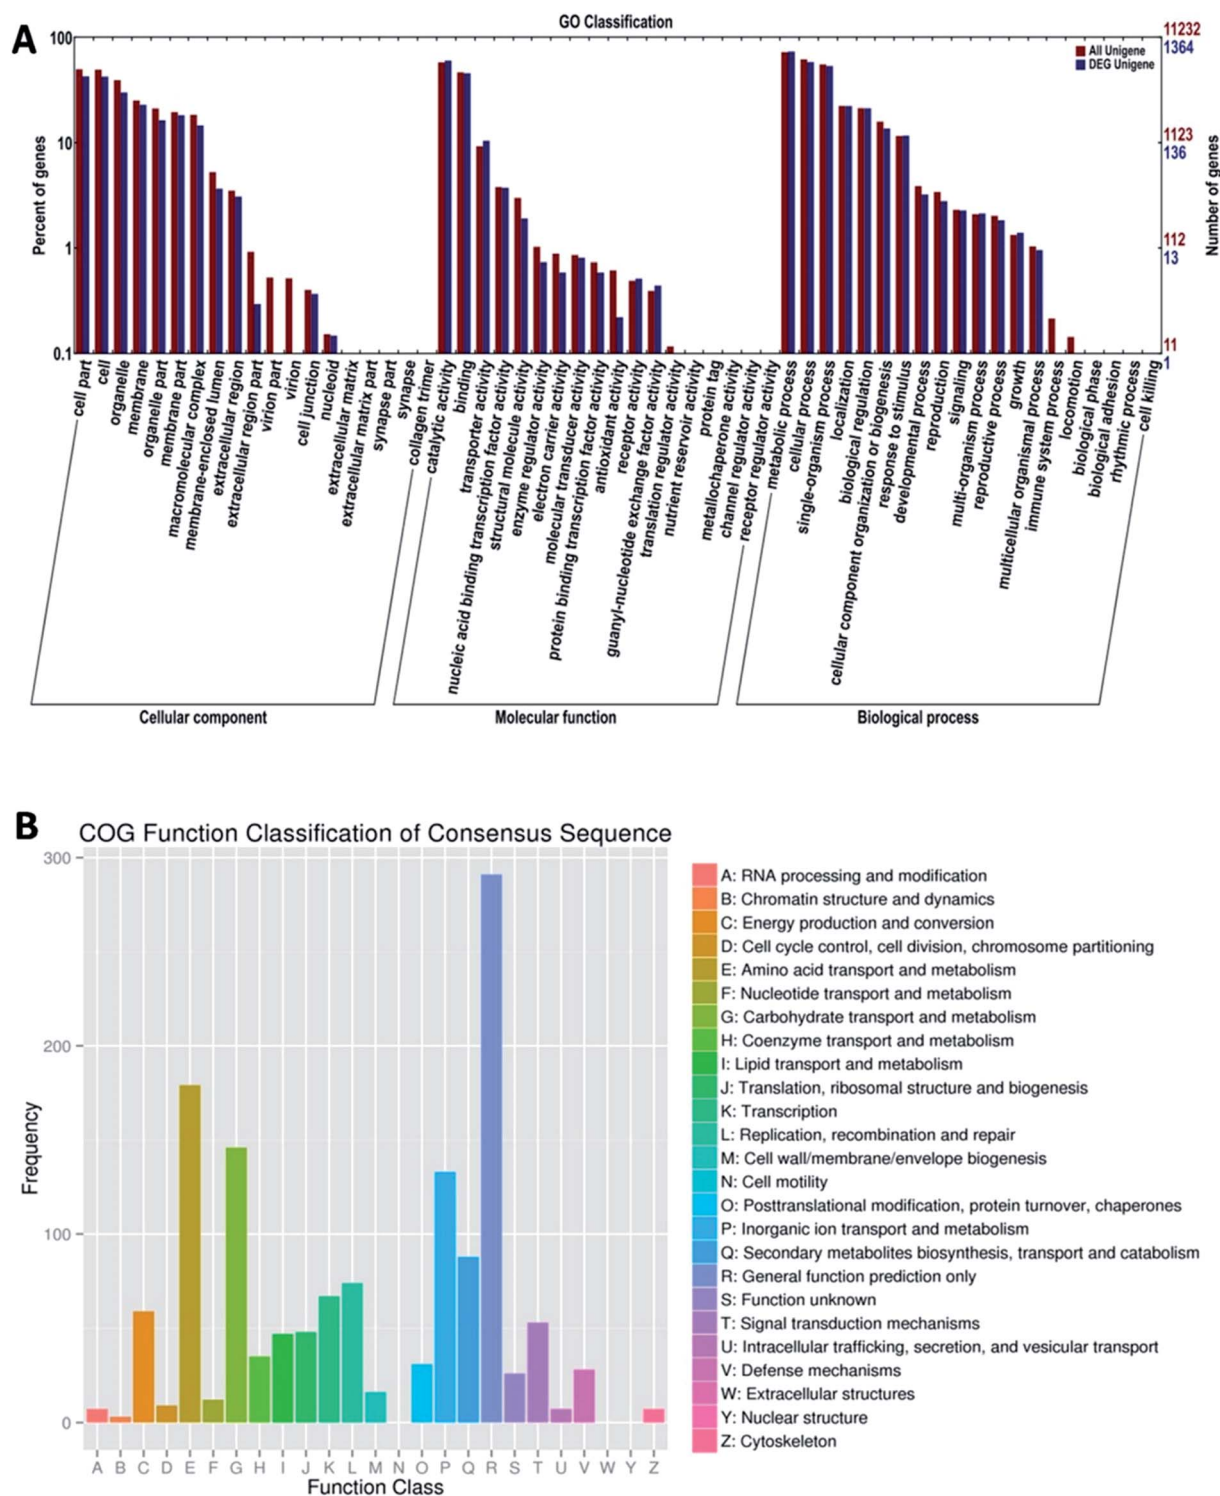 A
GO Classification
100
10
1
0.1
Percent of genes
11232
1364
1123
136
112
13
11
1
Number of genes
All Unigene
DEG Unigene
cell part
cell
organelle
membrane
organelle part
membrane part
macromolecular complex
membrane-enclosed lumen
extracellular region
extracellular region part
virion part
virion
cell junction
nucleoid
extracellular matrix
extracellular matrix part
synapse part
synapse
collagen trimer
catalytic activity
binding
transporter activity
nucleic acid binding transcription factor activity
structural molecule activity
enzyme regulator activity
electron carrier activity
molecular transducer activity
protein binding transcription factor activity
antioxidant activity
receptor activity
guanyl-nucleotide exchange factor activity
translation regulator activity
nutrient reservoir activity
protein tag
metallochaperone activity
channel regulator activity
receptor regulator activity
metabolic process
cellular process
single-organism process
localization
biological regulation
cellular component organization or biogenesis
response to stimulus
developmental process
reproduction
signaling
multi-organism process
reproductive process
growth
multicellular organismal process
immune system process
locomotion
biological phase
biological adhesion
rhythmic process
cell killing
Cellular component
Molecular function
Biological process
B
COG Function Classification of Consensus Sequence
300
200
100
0
Frequency
A B C D E F G H I J K L M N O P Q R S T U V W Y Z
Function Class
A: RNA processing and modification
B: Chromatin structure and dynamics
C: Energy production and conversion
D: Cell cycle control, cell division, chromosome partitioning
E: Amino acid transport and metabolism
F: Nucleotide transport and metabolism
G: Carbohydrate transport and metabolism
H: Coenzyme transport and metabolism
I: Lipid transport and metabolism
J: Translation, ribosomal structure and biogenesis
K: Transcription
L: Replication, recombination and repair
M: Cell wall/membrane/envelope biogenesis
N: Cell motility
O: Posttranslational modification, protein turnover, chaperones
P: Inorganic ion transport and metabolism
Q: Secondary metabolites biosynthesis, transport and catabolism
R: General function prediction only
S: Function unknown
T: Signal transduction mechanisms
U: Intracellular trafficking, secretion, and vesicular transport
V: Defense mechanisms
W: Extracellular structures
Y: Nuclear structure
Z: Cytoskeleton